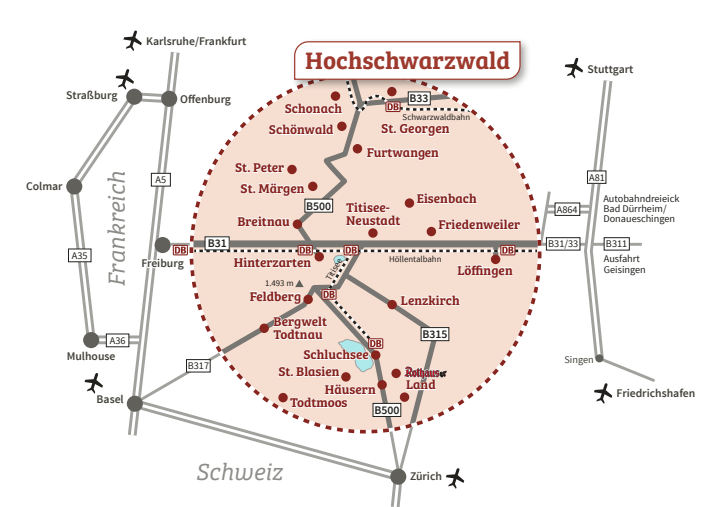 Karlsruhe/Frankfurt
Hochschwarzwald
Stuttgart
Straßburg
Offenburg
Schonach
DB
B33
Schwarzwaldbahn
Schönwald
St. Georgen
Furtwangen
St. Peter
St. Märgen
A5
A81
Colmar
Frankreich
B500
Eisenbach
Titisee-
Neustadt
Breitnau
Friedenweiler
A864
Autobahndreieick
Bad Dürrheim/
Donaueschingen
A35
Freiburg
DB
B31
DB
DB
DB
B31/33
B311
Hinterzarten
Höllentalbahn
Löffingen
Ausfahrt
Geisingen
Titisee
1.493 m
DB
Feldberg
Lenzkirch
Bergwelt
Todtnau
A36
Mulhouse
B315
DB
Schluchsee
B317
Singen
St. Blasien
Häusern
Land
Basel
Todtmoos
B500
Friedrichshafen
Schweiz
Zürich